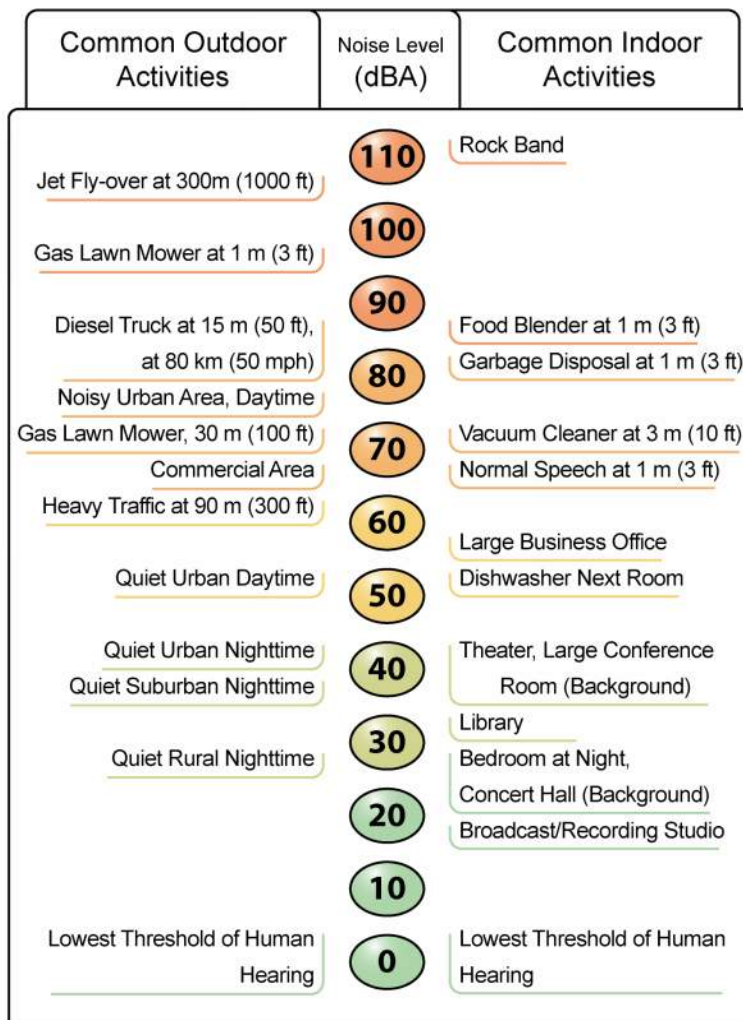 Common Outdoor
Activities
Noise Level
(dBA)
Common Indoor
Activities
110
Rock Band
Jet Fly-over at 300m (1000 ft)
100
Gas Lawn Mower at 1 m (3 ft)
90
Diesel Truck at 15 m (50 ft),
at 80 km (50 mph)
Food Blender at 1 m (3 ft)
80
Garbage Disposal at 1 m (3 ft)
Noisy Urban Area, Daytime
Gas Lawn Mower, 30 m (100 ft)
70
Vacuum Cleaner at 3 m (10 ft)
Commercial Area
Normal Speech at 1 m (3 ft)
Heavy Traffic at 90 m (300 ft)
60
Large Business Office
Quiet Urban Daytime
50
Dishwasher Next Room
Quiet Urban Nighttime
40
Theater, Large Conference
Room (Background)
Quiet Suburban Nighttime
Library
30
Quiet Rural Nighttime
Bedroom at Night,
Concert Hall (Background)
20
Broadcast/Recording Studio
10
Lowest Threshold of Human
Hearing
0
Lowest Threshold of Human
Hearing